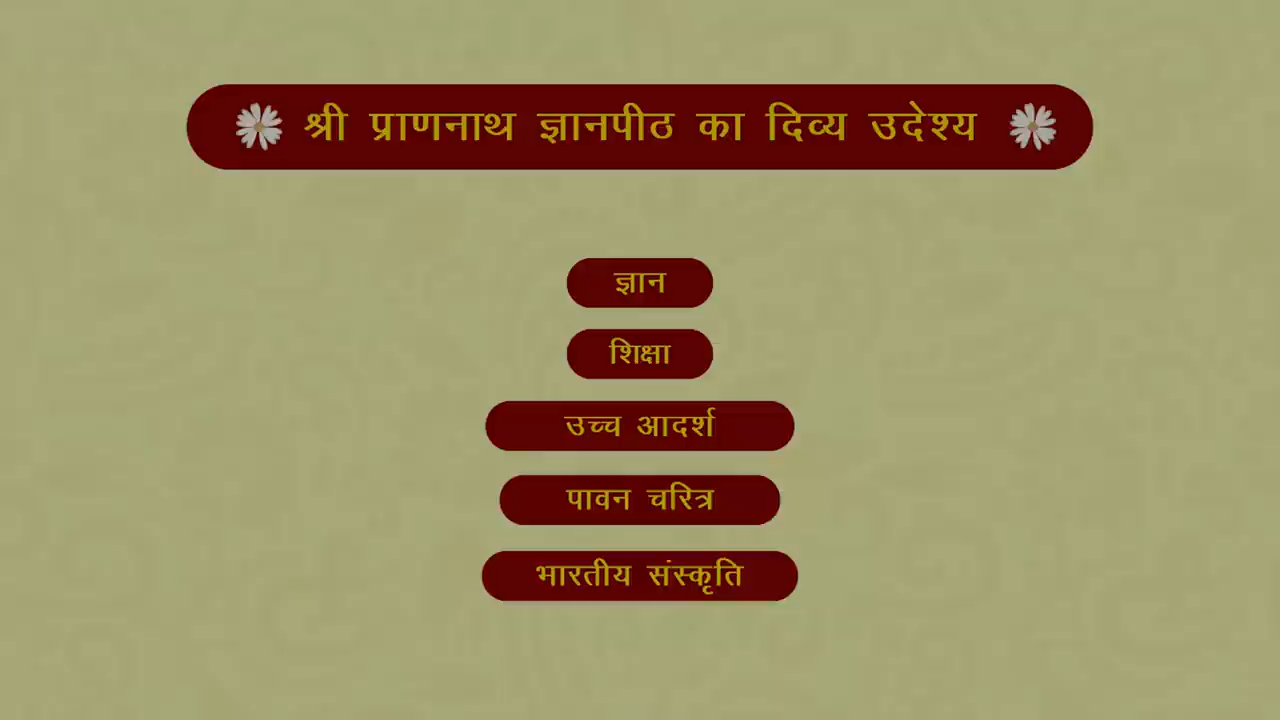 श्री प्राणनाथ ज्ञानपीठ का दिव्य उदेश्य
ज्ञान
शिक्षा
उच्च आदर्श
पावन चरित्र
भारतीय संस्कृति